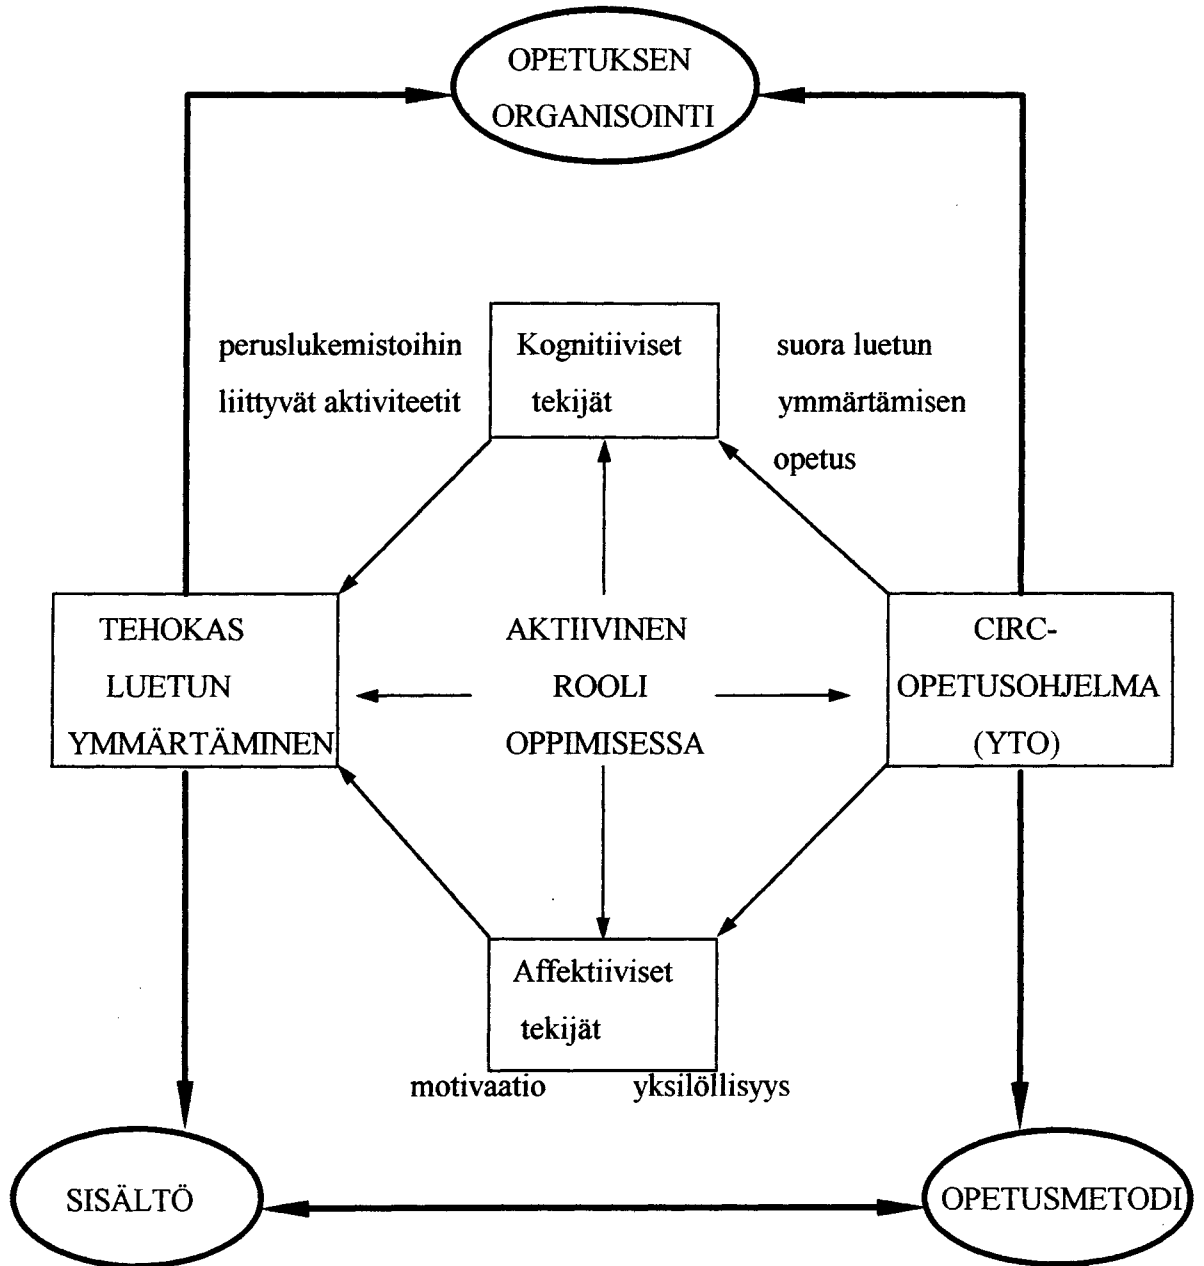 OPETUKSEN
ORGANISOINTI
peruslukemistoihin
liittyvät aktiviteetit
Kognitiiviset
tekijät
suora luetun
ymmärtämisen
opetus
TEHOKAS
LUETUN
YMMÄRTÄMINEN
AKTIIVINEN
ROOLI
OPPIMISESSA
CIRC-
OPETUSOHJELMA
(YTO)
Affektiiviset
tekijät
motivaatio
yksilöllisyys
SISÄLTÖ
OPETUSMETODI